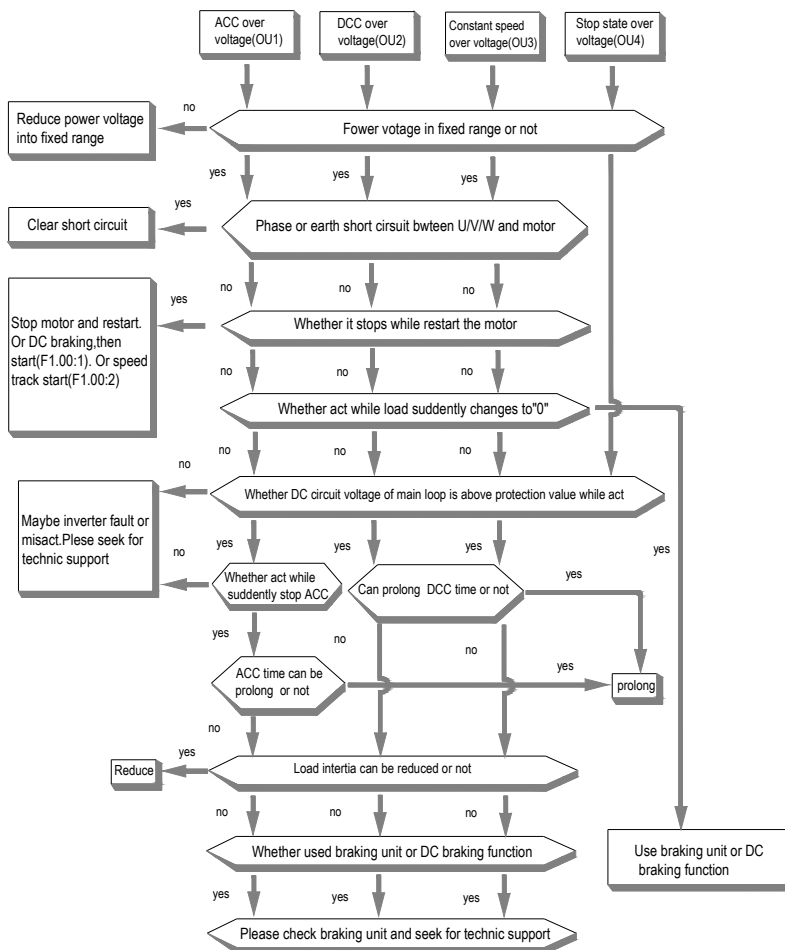 ACC over
voltage(OU1)
DCC over
voltage(OU2)
Constant speed
over voltage(OU3)
Stop state over
voltage(OU4)
no
Reduce power voltage
into fixed range
Fower votage in fixed range or not
yes
yes
yes
yes
Clear short circuit
Phase or earth short circuit bwteen U/V/W and motor
no
no
no
yes
Stop motor and restart.
Or DC braking,then
start(F1.00:1). Or speed
track start(F1.00:2)
Whether it stops while restart the motor
no
no
no
Whether act while load suddently changes to"0"
no
no
no
no
Whether DC circuit voltage of main loop is above protection value while act
Maybe inverter fault or
misact.Plese seek for
technic support
yes
yes
yes
yes
no
Whether act while
suddently stop ACC
Can prolong DCC time or not
yes
yes
no
no
ACC time can be
prolong or not
yes
prolong
no
yes
Reduce
Load intertia can be reduced or not
no
no
no
Whether used braking unit or DC braking function
Use braking unit or DC
braking function
yes
yes
yes
Please check braking unit and seek for technic support